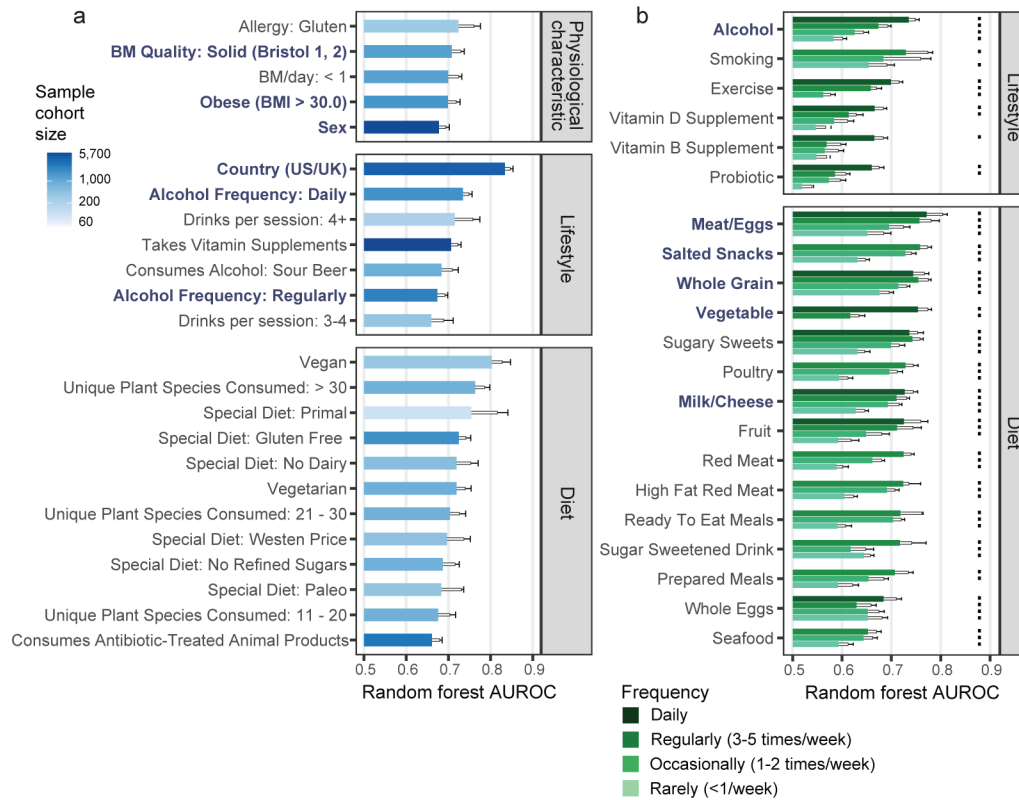 a
Allergy: Gluten
BM Quality: Solid (Bristol 1, 2)
BM/day: < 1
Obese (BMI > 30.0)
Sex
Physiological
characteristic
Sample
cohort
size
5,700
1,000
200
60
Country (US/UK)
Alcohol Frequency: Daily
Drinks per session: 4+
Takes Vitamin Supplements
Consumes Alcohol: Sour Beer
Alcohol Frequency: Regularly
Drinks per session: 3-4
Lifestyle
Vegan
Unique Plant Species Consumed: > 30
Special Diet: Primal
Special Diet: Gluten Free
Special Diet: No Dairy
Vegetarian
Unique Plant Species Consumed: 21 - 30
Special Diet: Westen Price
Special Diet: No Refined Sugars
Special Diet: Paleo
Unique Plant Species Consumed: 11 - 20
Consumes Antibiotic-Treated Animal Products
Diet
0.5 0.6 0.7 0.8 0.9
Random forest AUROC
b
Alcohol
Smoking
Exercise
Vitamin D Supplement
Vitamin B Supplement
Probiotic
Lifestyle
Meat/Eggs
Salted Snacks
Whole Grain
Vegetable
Sugary Sweets
Poultry
Milk/Cheese
Fruit
Red Meat
High Fat Red Meat
Ready To Eat Meals
Sugar Sweetened Drink
Prepared Meals
Whole Eggs
Seafood
Diet
0.5 0.6 0.7 0.8 0.9
Random forest AUROC
Frequency
Daily
Regularly (3-5 times/week)
Occasionally (1-2 times/week)
Rarely (<1/week)